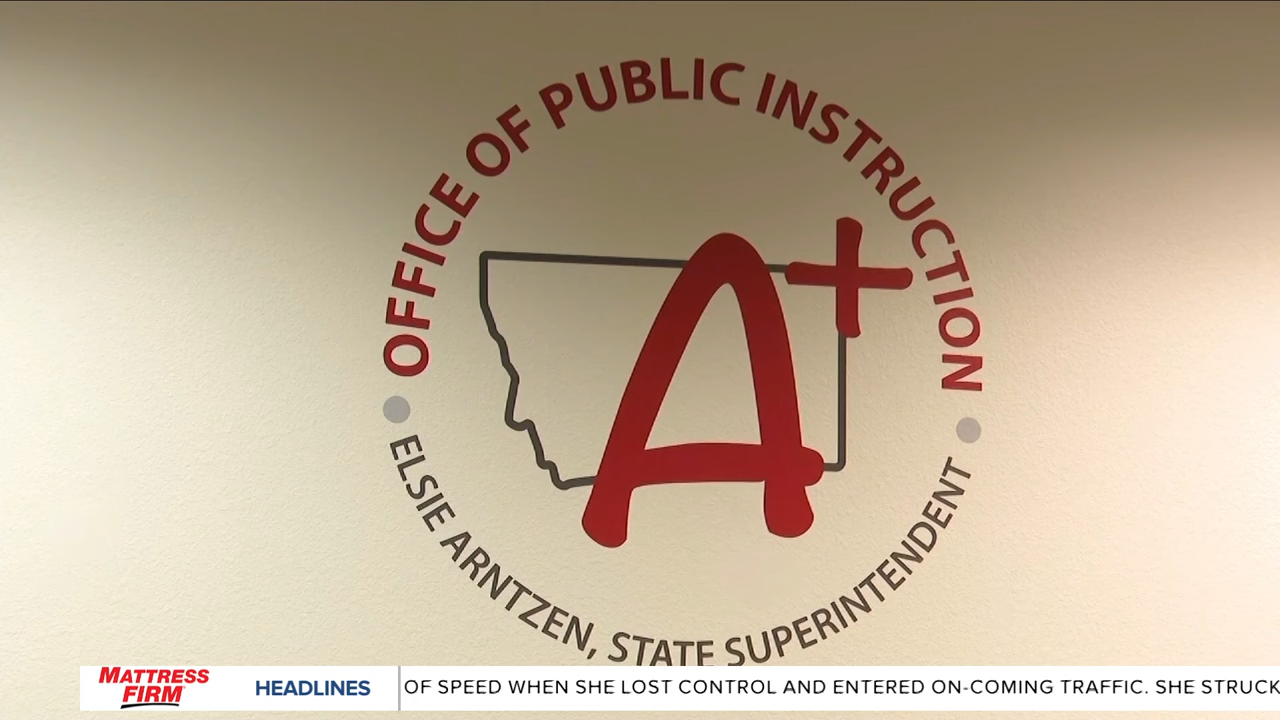 OFFICE OF PUBLIC INSTRUCTION
A+
ELSIE ARNTZEN, STATE SUPERINTENDENT
MATTRESS
FIRM
HEADLINES
OF SPEED WHEN SHE LOST CONTROL AND ENTERED ON-COMING TRAFFIC. SHE STRUCK